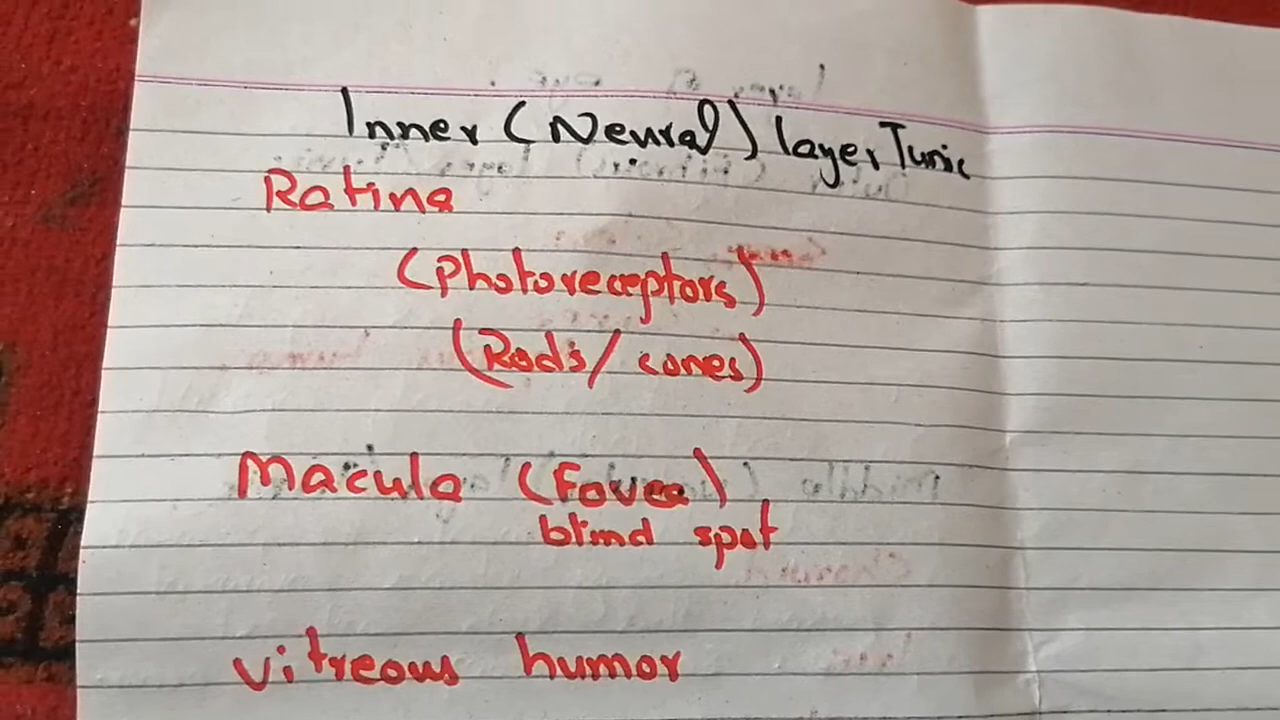 Inner (Neural) layer Tunic
Ratina
(Photoreceptors)
(Rods/ cones)
Macula (Fovea)
blind spot
Vitreous humor